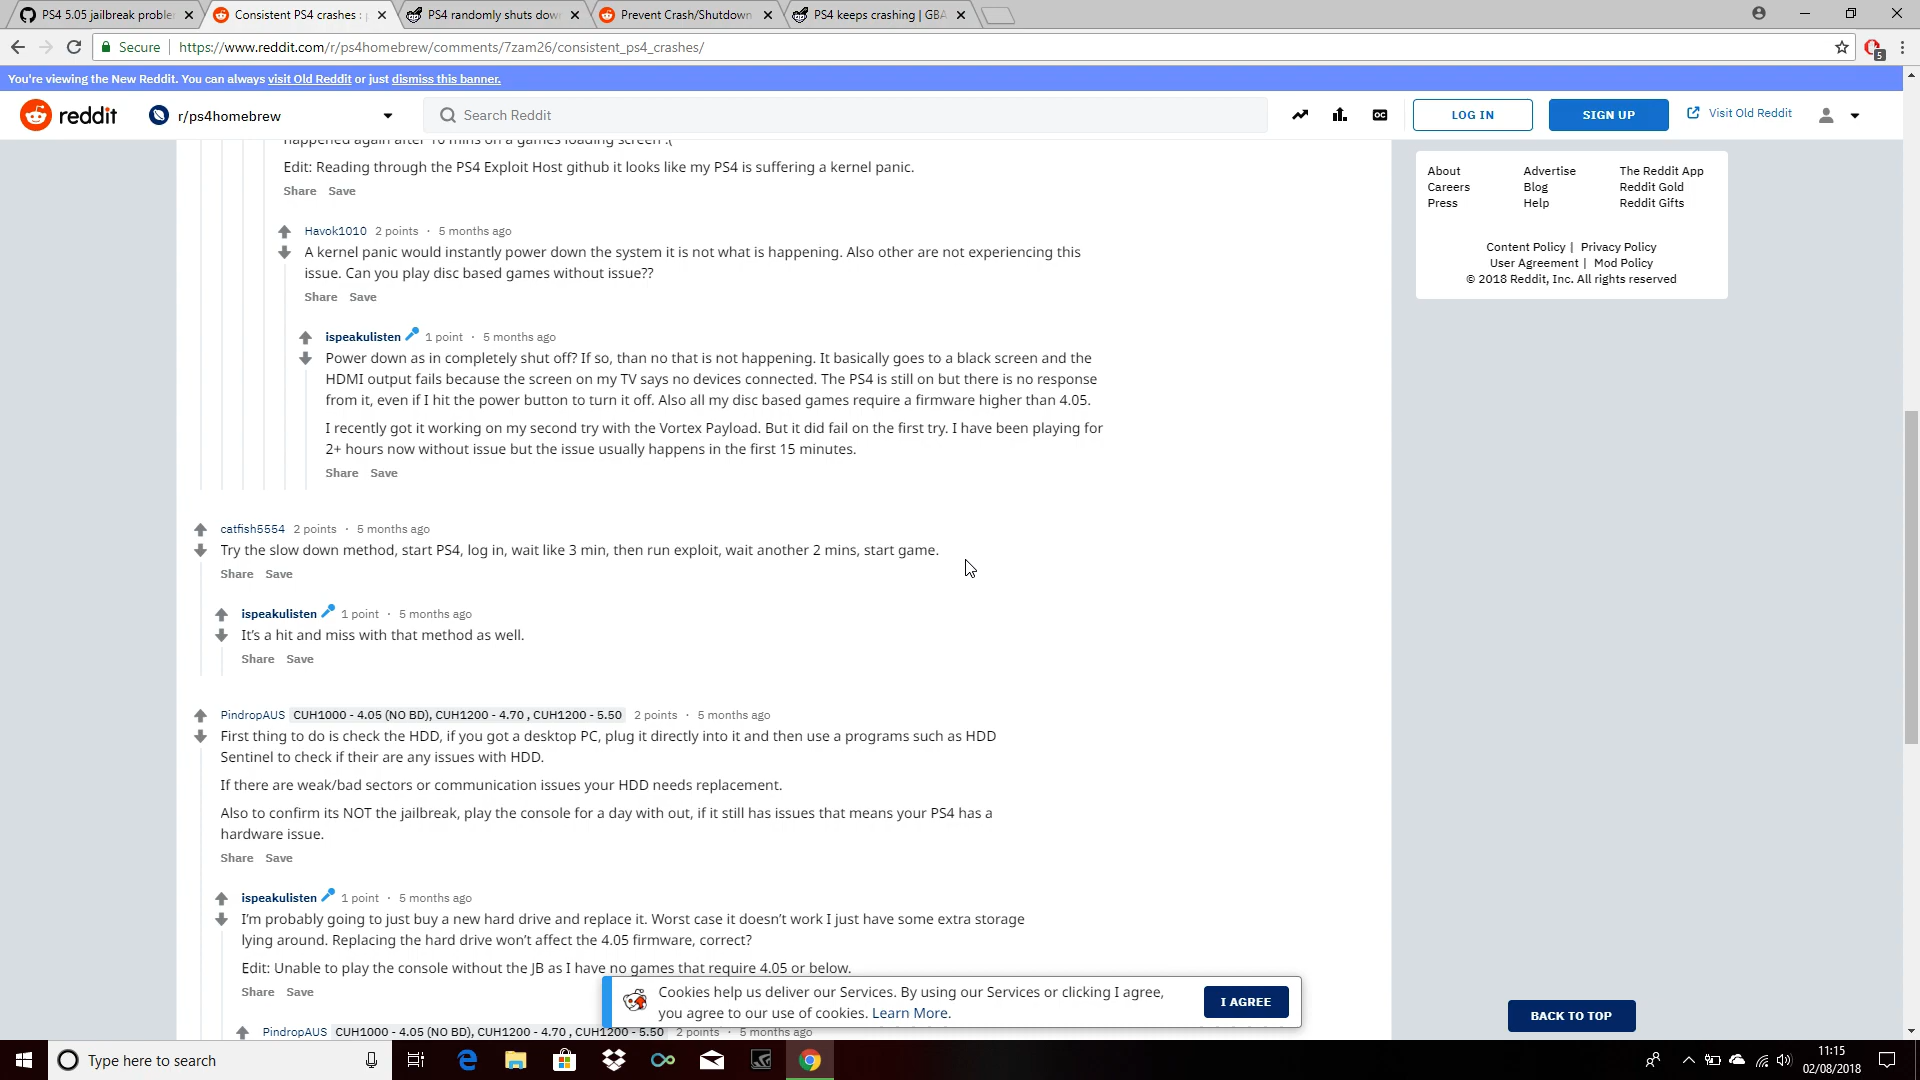 PS4 5.05 jailbreak proble
Consistent PS4 crashes :
PS4 randomly shuts dow
Prevent Crash/Shutdown
PS4 keeps crashing | GBA
Secure
https://www.reddit.com/r/ps4homebrew/comments/7zam26/consistent_ps4_crashes/
5
You're viewing the New Reddit. You can always visit Old Reddit or just dismiss this banner.
reddit
r/ps4homebrew
Search Reddit
OC
LOG IN
SIGN UP
Visit Old Reddit
happened again after 10 mins on a games loading screen :(
Edit: Reading through the PS4 Exploit Host github it looks like my PS4 is suffering a kernel panic.
Share Save
Havok1010 2 points · 5 months ago
A kernel panic would instantly power down the system it is not what is happening. Also other are not experiencing this
issue. Can you play disc based games without issue??
Share Save
ispeakulisten 1 point · 5 months ago
Power down as in completely shut off? If so, than no that is not happening. It basically goes to a black screen and the
HDMI output fails because the screen on my TV says no devices connected. The PS4 is still on but there is no response
from it, even if I hit the power button to turn it off. Also all my disc based games require a firmware higher than 4.05.
I recently got it working on my second try with the Vortex Payload. But it did fail on the first try. I have been playing for
2+ hours now without issue but the issue usually happens in the first 15 minutes.
Share Save
catfish5554 2 points · 5 months ago
Try the slow down method, start PS4, log in, wait like 3 min, then run exploit, wait another 2 mins, start game.
Share Save
ispeakulisten 1 point · 5 months ago
It's a hit and miss with that method as well.
Share Save
PindropAUS CUH1000 - 4.05 (NO BD), CUH1200 - 4.70 , CUH1200 - 5.50 2 points · 5 months ago
First thing to do is check the HDD, if you got a desktop PC, plug it directly into it and then use a programs such as HDD
Sentinel to check if their are any issues with HDD.
If there are weak/bad sectors or communication issues your HDD needs replacement.
Also to confirm its NOT the jailbreak, play the console for a day with out, if it still has issues that means your PS4 has a
hardware issue.
Share Save
ispeakulisten 1 point · 5 months ago
I'm probably going to just buy a new hard drive and replace it. Worst case it doesn't work I just have some extra storage
lying around. Replacing the hard drive won't affect the 4.05 firmware, correct?
Edit: Unable to play the console without the JB as I have no games that require 4.05 or below.
Share Save
PindropAUS CUH1000 - 4.05 (NO BD), CUH1200 - 4.70 , CUH1200 - 5.50 2 points · 5 months ago
About Advertise The Reddit App
Careers Blog Reddit Gold
Press Help Reddit Gifts
Content Policy | Privacy Policy
User Agreement | Mod Policy
© 2018 Reddit, Inc. All rights reserved
Cookies help us deliver our Services. By using our Services or clicking I agree,
you agree to our use of cookies. Learn More.
I AGREE
BACK TO TOP
Type here to search
11:15
02/08/2018